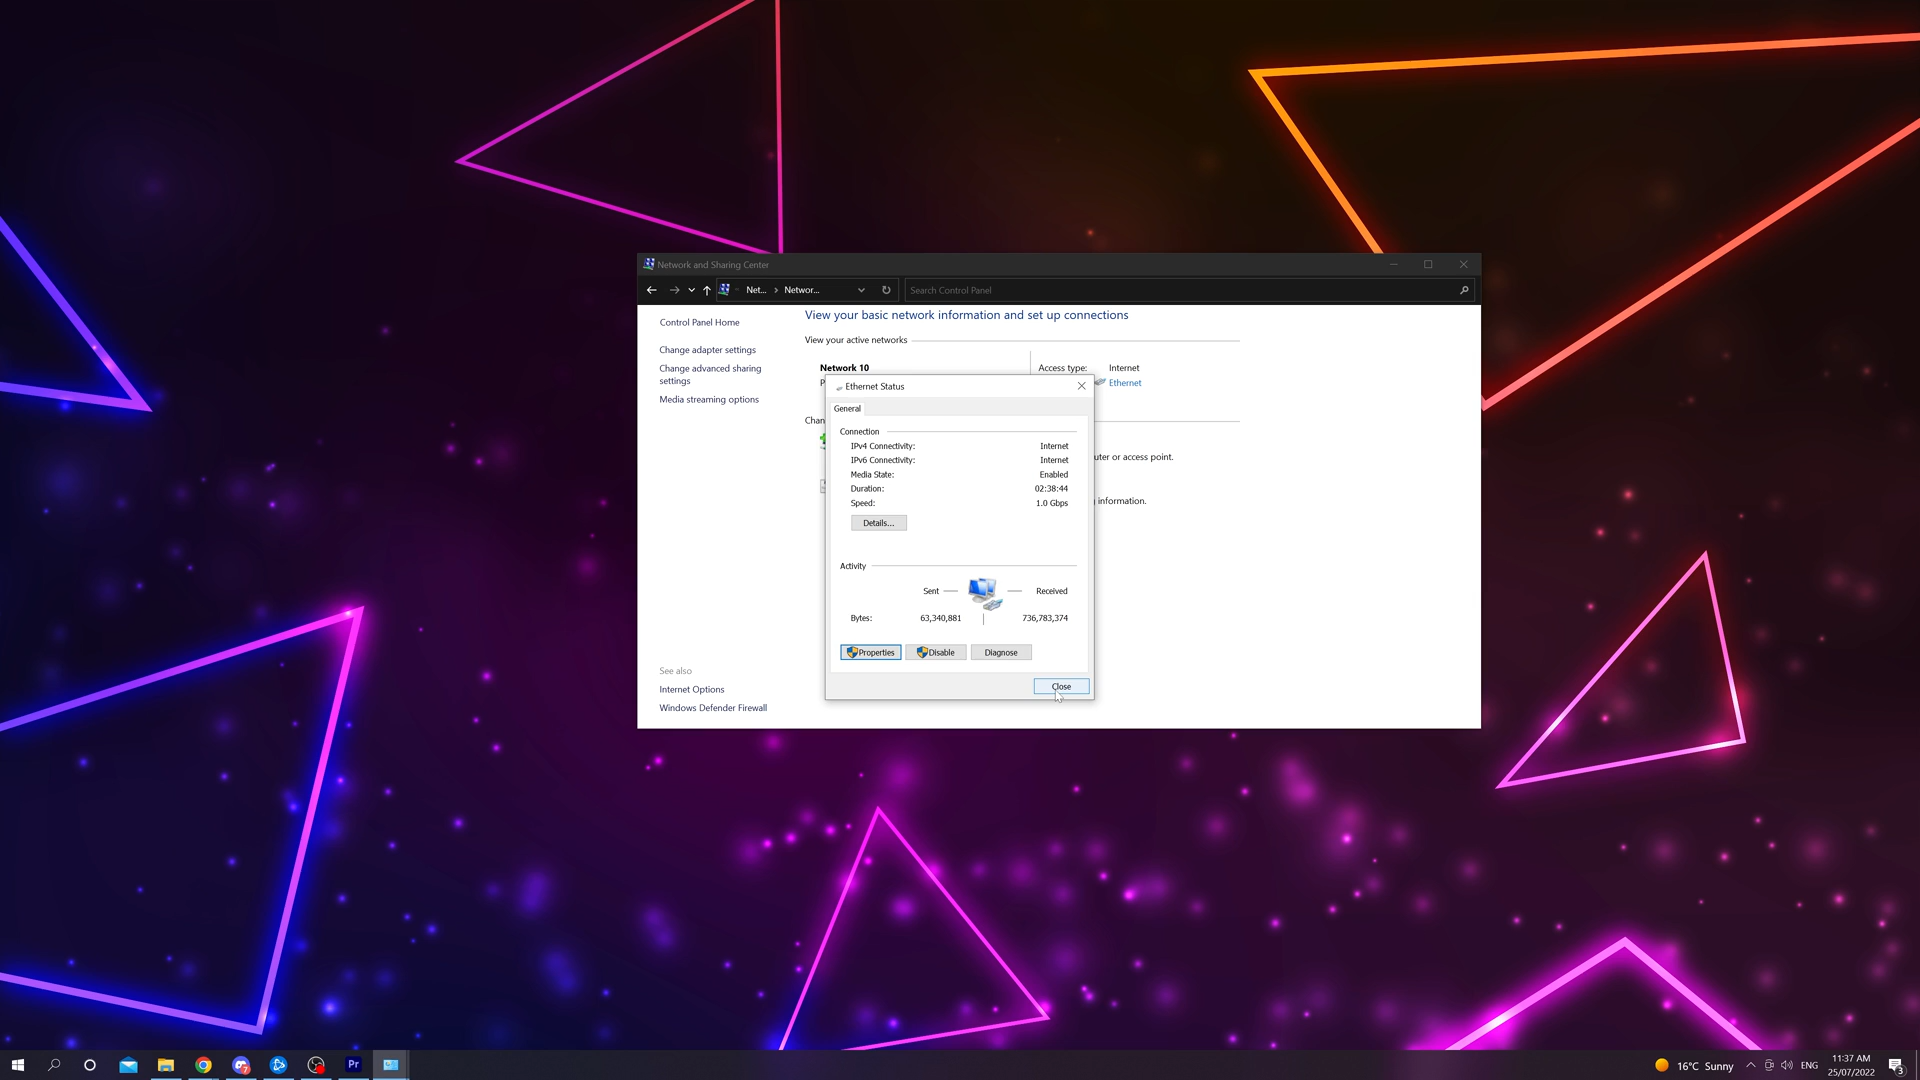 Network and Sharing Center
Net... > Networ...
Search Control Panel
Control Panel Home
Change adapter settings
Change advanced sharing
settings
Media streaming options
See also
Internet Options
Windows Defender Firewall
View your basic network information and set up connections
View your active networks
Network 10
P
Access type: Internet
Ethernet
Chan
uter or access point.
information.
Ethernet Status
General
Connection
IPv4 Connectivity: Internet
IPv6 Connectivity: Internet
Media State: Enabled
Duration: 02:38:44
Speed: 1.0 Gbps
Details...
Activity
Sent — — Received
Bytes: 63,340,881 | 736,783,374
Properties Disable Diagnose
Close
Pr
16°C Sunny
ENG
11:37 AM
25/07/2022
3